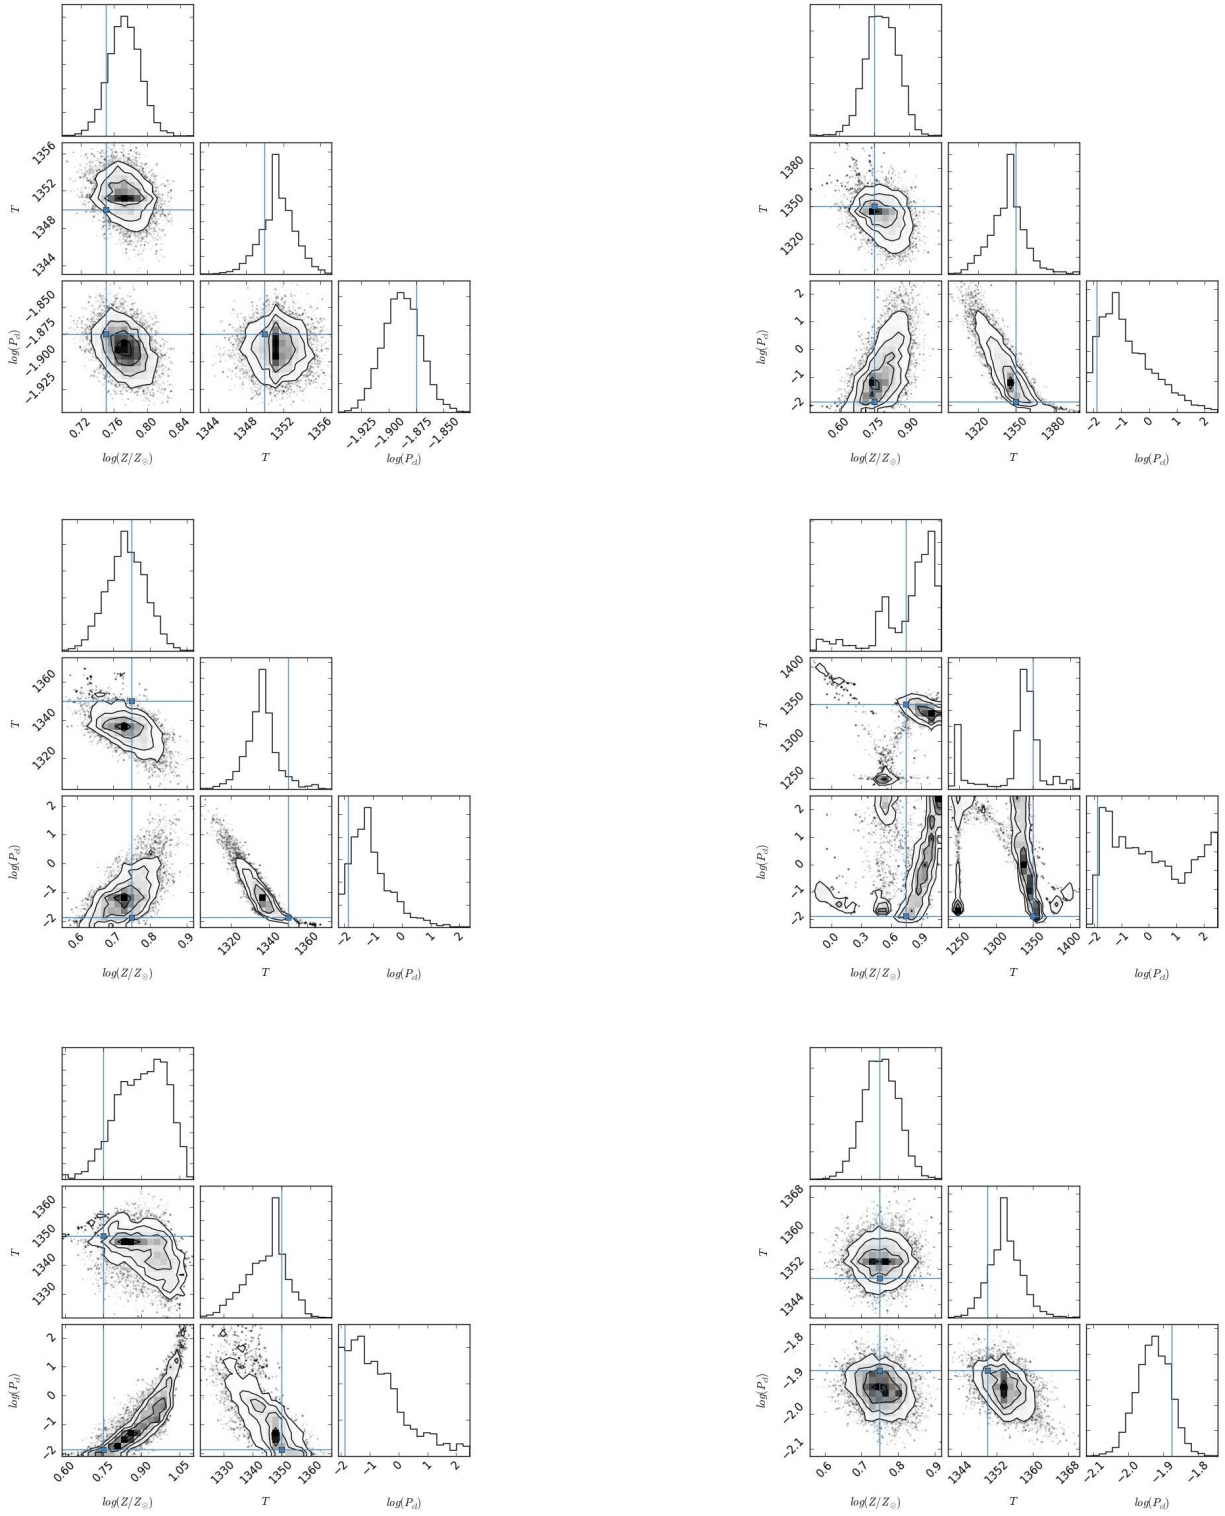 1356
1352
1348
1344
T
−1.850
−1.875
−1.900
−1.925
log(P_cl)
0.72 0.76 0.80 0.84
1344 1348 1352 1356
−1.925 −1.900 −1.875 −1.850
log(Z/Z_⊙) T log(P_cl)
1380
1350
1320
T
2
1
0
−1
−2
log(P_cl)
0.60 0.75 0.90
1320 1350 1380
−2 −1 0 1 2
log(Z/Z_⊙) T log(P_cl)
1360
1340
1320
T
2
1
0
−1
−2
log(P_cl)
0.6 0.7 0.8 0.9
1320 1340 1360
−2 −1 0 1 2
log(Z/Z_⊙) T log(P_cl)
1400
1350
1300
1250
T
2
1
0
−1
−2
log(P_cl)
0.0 0.3 0.6 0.9
1250 1300 1350 1400
−2 −1 0 1 2
log(Z/Z_⊙) T log(P_cl)
1360
1350
1340
1330
T
2
1
0
−1
−2
log(P_cl)
0.60 0.75 0.90 1.05
1330 1340 1350 1360
−2 −1 0 1 2
log(Z/Z_⊙) T log(P_cl)
1368
1360
1352
1344
T
−1.8
−1.9
−2.0
−2.1
log(P_cl)
0.6 0.7 0.8 0.9
1344 1352 1360 1368
−2.1 −2.0 −1.9 −1.8
log(Z/Z_⊙) T log(P_cl)